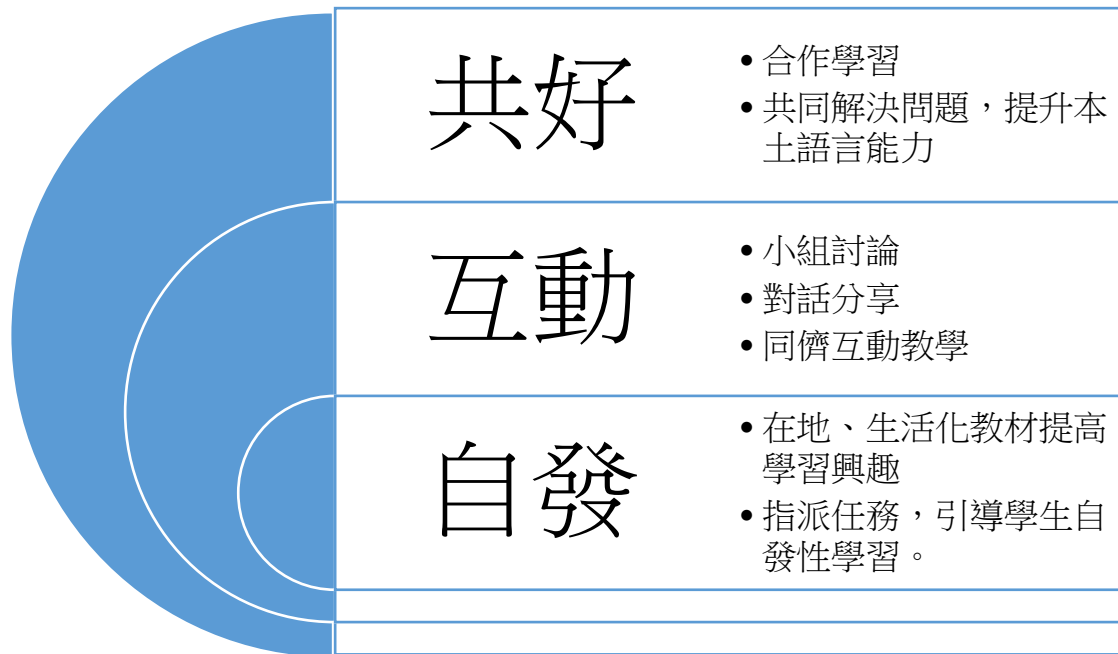 共好
• 合作學習
• 共同解決問題，提升本
土語言能力
互動
• 小組討論
• 對話分享
• 同儕互動教學
自發
• 在地、生活化教材提高
學習興趣
• 指派任務，引導學生自
發性學習。